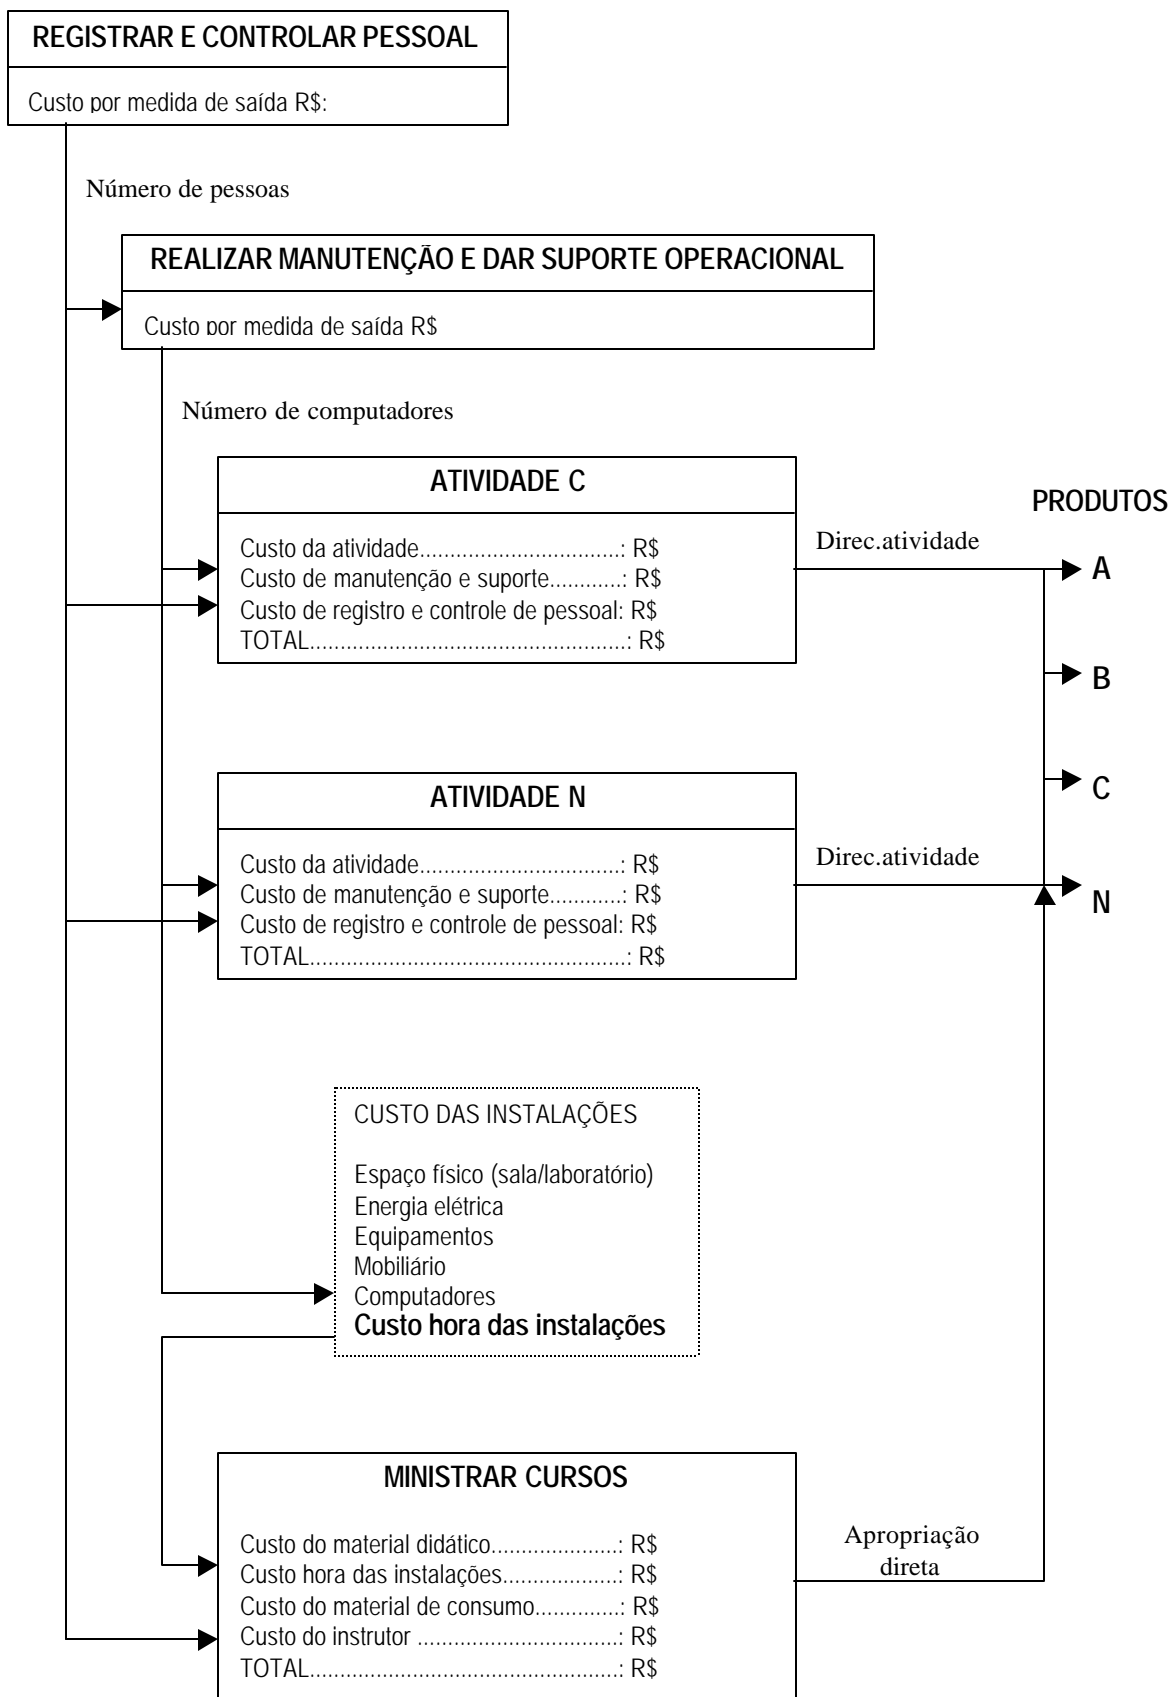 REGISTRAR E CONTROLAR PESSOAL
Custo por medida de saída R$:
Número de pessoas
REALIZAR MANUTENÇÃO E DAR SUPORTE OPERACIONAL
Custo por medida de saída R$
Número de computadores
ATIVIDADE C
PRODUTOS
Custo da atividade.................................: R$
Custo de manutenção e suporte............: R$
Custo de registro e controle de pessoal: R$
TOTAL....................................................: R$
Direc.atividade
A
B
C
ATIVIDADE N
Custo da atividade.................................: R$
Custo de manutenção e suporte............: R$
Custo de registro e controle de pessoal: R$
TOTAL....................................................: R$
Direc.atividade
N
CUSTO DAS INSTALAÇÕES
Espaço físico (sala/laboratório)
Energia elétrica
Equipamentos
Mobiliário
Computadores
Custo hora das instalações
MINISTRAR CURSOS
Custo do material didático.....................: R$
Custo hora das instalações...................: R$
Custo do material de consumo..............: R$
Custo do instrutor .................................: R$
TOTAL...................................................: R$
Apropriação
direta